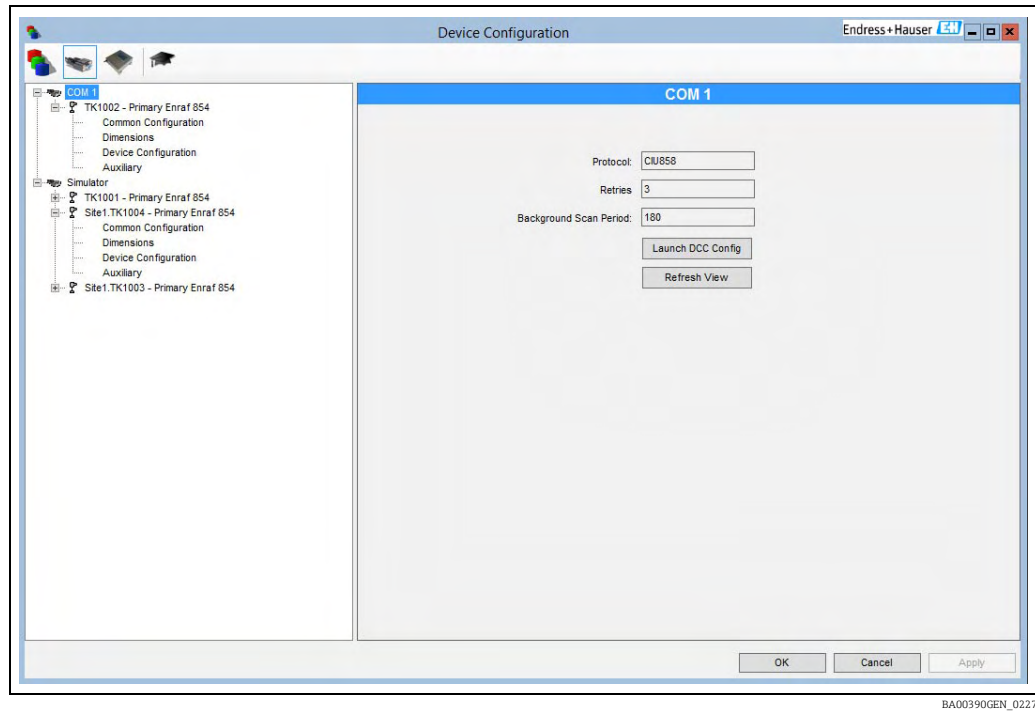 Device Configuration
Endress+Hauser EH
COM 1
TK1002 - Primary Enraf 854
Common Configuration
Dimensions
Device Configuration
Auxiliary
Simulator
TK1001 - Primary Enraf 854
Site1.TK1004 - Primary Enraf 854
Common Configuration
Dimensions
Device Configuration
Auxiliary
Site1.TK1003 - Primary Enraf 854
COM 1
Protocol: CIU858
Retries 3
Background Scan Period: 180
Launch DCC Config
Refresh View
OK Cancel Apply
BA00390GEN_0227